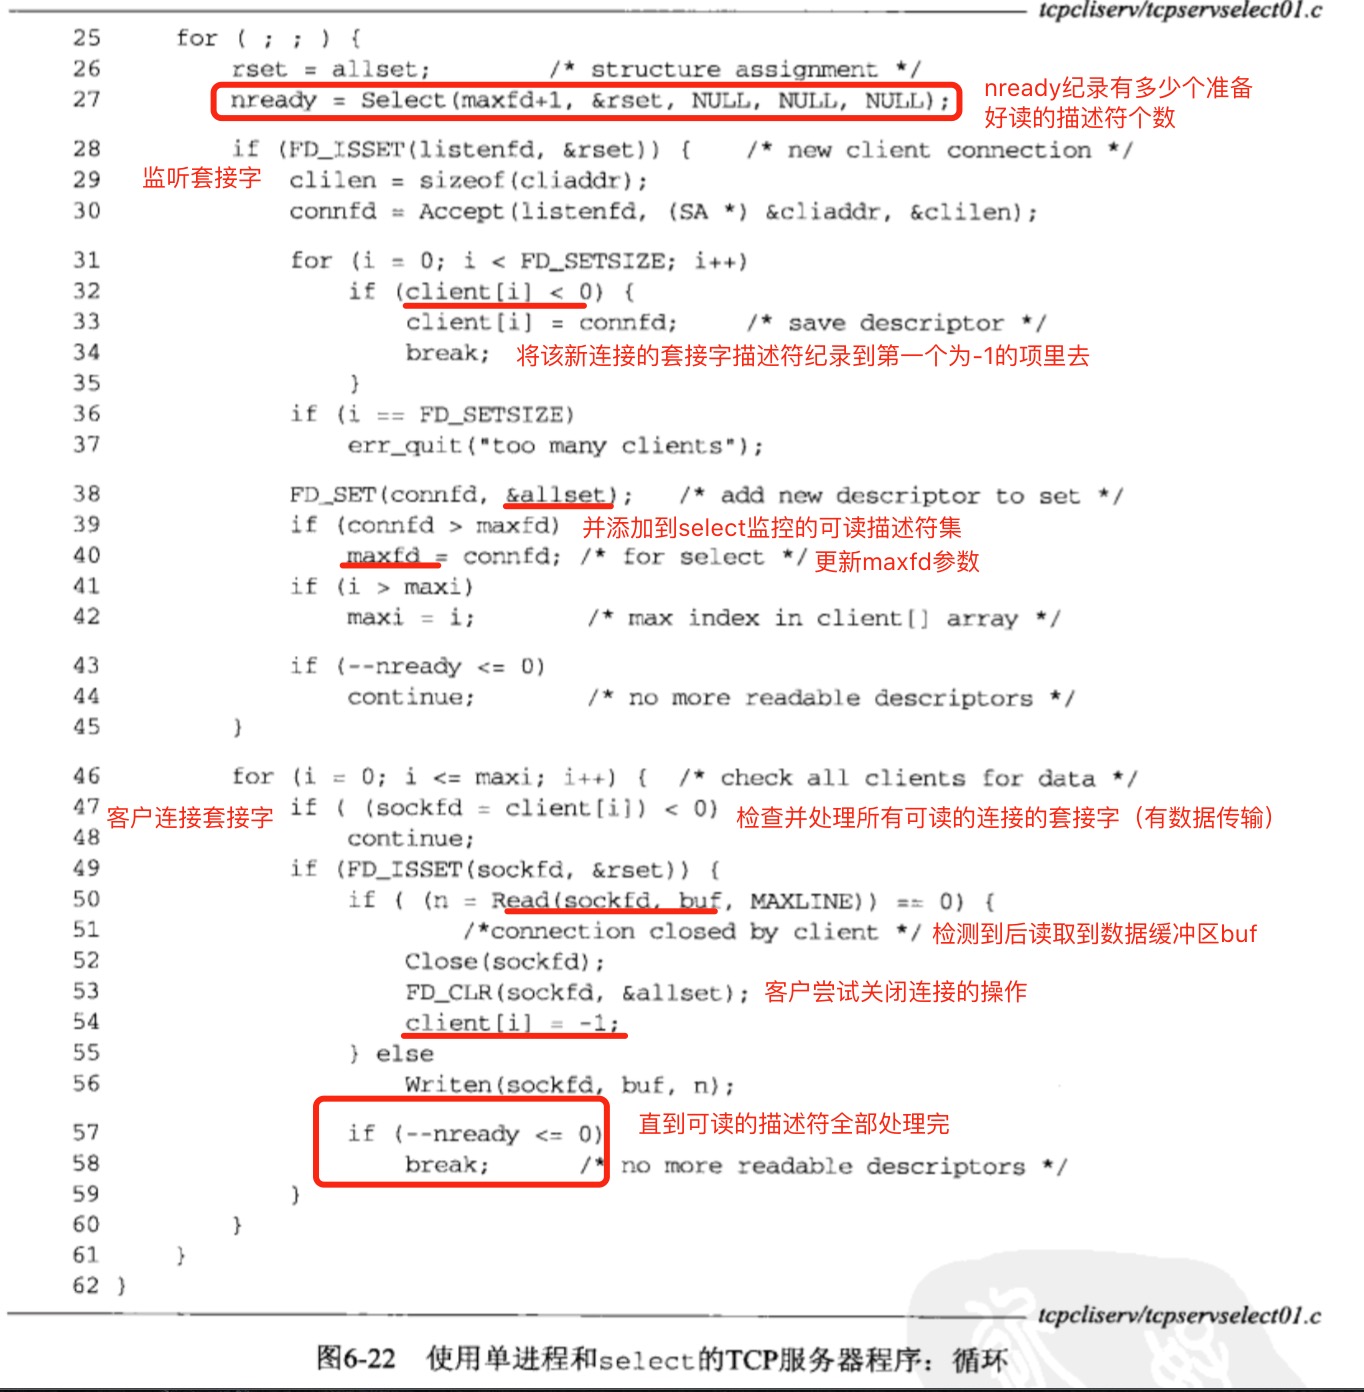 tcpcliserv/tcpservselect01.c
25 for ( ; ; ) {
26 rset = allset; /* structure assignment */
27 nready = Select(maxfd+1, &rset, NULL, NULL, NULL);
nready纪录有多少个准备
好读的描述符个数
28 if (FD_ISSET(listenfd, &rset)) { /* new client connection */
监听套接字
29 clilen = sizeof(cliaddr);
30 connfd = Accept(listenfd, (SA *) &cliaddr, &clilen);
31 for (i = 0; i < FD_SETSIZE; i++)
32 if (client[i] < 0) {
33 client[i] = connfd; /* save descriptor */
34 break; 将该新连接的套接字描述符纪录到第一个为-1的项里去
35 }
36 if (i == FD_SETSIZE)
37 err_quit("too many clients");
38 FD_SET(connfd, &allset); /* add new descriptor to set */
39 if (connfd > maxfd) 并添加到select监控的可读描述符集
40 maxfd = connfd; /* for select */ 更新maxfd参数
41 if (i > maxi)
42 maxi = i; /* max index in client[] array */
43 if (--nready <= 0)
44 continue; /* no more readable descriptors */
45 }
46 for (i = 0; i <= maxi; i++) { /* check all clients for data */
47 客户连接套接字 if ( (sockfd = client[i]) < 0) 检查并处理所有可读的连接的套接字（有数据传输）
48 continue;
49 if (FD_ISSET(sockfd, &rset)) {
50 if ( (n = Read(sockfd, buf, MAXLINE)) == 0) {
51 /*connection closed by client */ 检测到后读取到数据缓冲区buf
52 Close(sockfd);
53 FD_CLR(sockfd, &allset); 客户尝试关闭连接的操作
54 client[i] = -1;
55 } else
56 Writen(sockfd, buf, n);
直到可读的描述符全部处理完
57 if (--nready <= 0)
58 break; /* no more readable descriptors */
59 }
60 }
61 }
62 }
tcpcliserv/tcpservselect01.c
图6-22 使用单进程和select的TCP服务器程序：循环